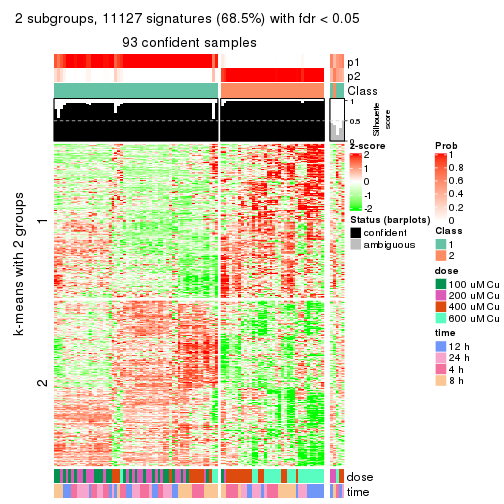 2 subgroups, 11127 signatures (68.5%) with fdr < 0.05
93 confident samples
p1
p2
Class
1
0.5
0
Silhouette
score
k-means with 2 groups
1
2
z-score
2
1
0
-1
-2
Status (barplots)
confident
ambiguous
Prob
1
0.8
0.6
0.4
0.2
0
Class
1
2
dose
100 uM Cu
200 uM Cu
400 uM Cu
600 uM Cu
time
12 h
24 h
4 h
8 h
dose
time